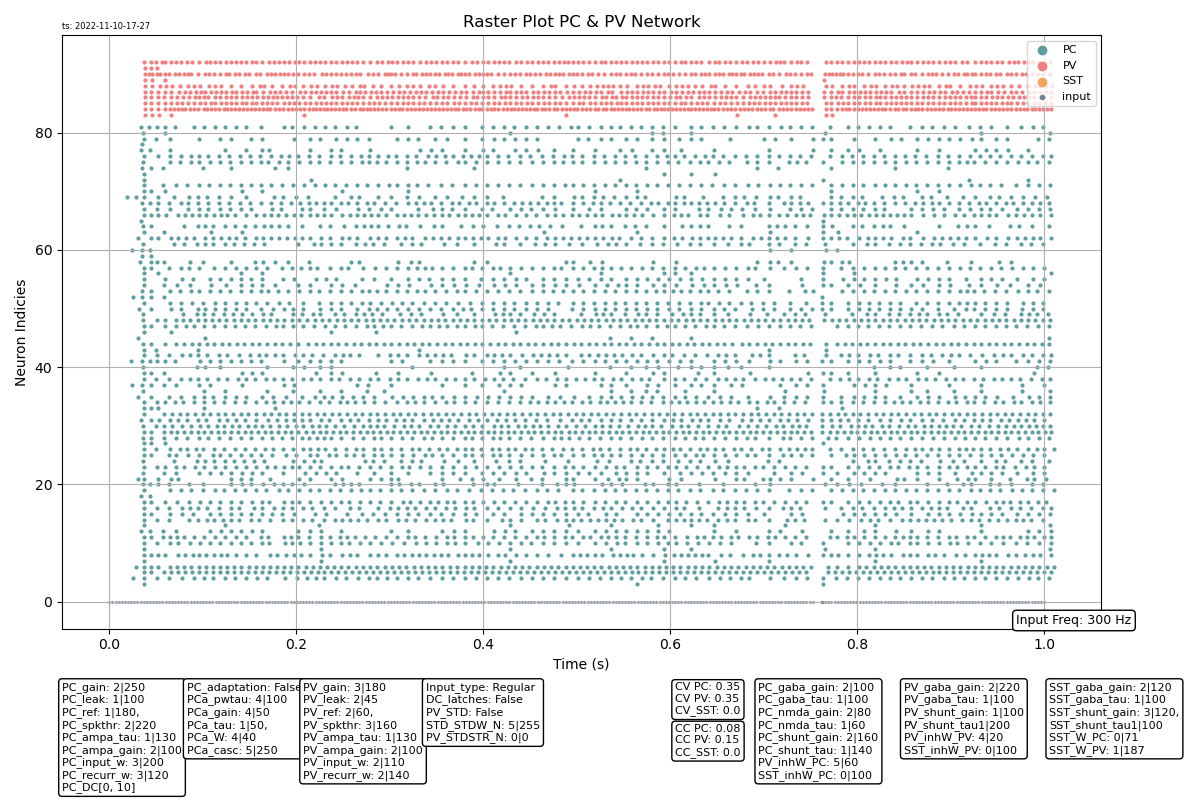 ts: 2022-11-10-17-27
Raster Plot PC & PV Network
PC
PV
SST
input
Neuron Indicies
80
60
40
20
0
0.0 0.2 0.4 0.6 0.8 1.0
Time (s)
Input Freq: 300 Hz
PC_gain: 2|250
PC_leak: 1|100
PC_ref: 1|180,
PC_spkthr: 2|220
PC_ampa_tau: 1|130
PC_ampa_gain: 2|100
PC_input_w: 3|200
PC_recurr_w: 3|120
PC_DC[0, 10]
PCa_adaptation: False
PCa_pwtau: 4|100
PCa_gain: 4|50
PCa_tau: 1|50,
PCa_W: 4|40
PCa_casc: 5|250
PV_gain: 3|180
PV_leak: 2|45
PV_ref: 2|60,
PV_spkthr: 3|160
PV_ampa_tau: 1|130
PV_ampa_gain: 2|100
PV_input_w: 2|110
PV_recurr_w: 2|140
Input_type: Regular
DC_latches: False
PV_STD: False
STD_STDW_N: 5|255
PV_STDSTR_N: 0|0
CV PC: 0.35
CV PV: 0.35
CV_SST: 0.0
CC PC: 0.08
CC PV: 0.15
CC_SST: 0.0
PC_gaba_gain: 2|100
PC_gaba_tau: 1|100
PC_nmda_gain: 2|80
PC_nmda_tau: 1|60
PC_shunt_gain: 2|160
PC_shunt_tau: 1|140
PV_inhW_PC: 5|60
SST_inhW_PC: 0|100
PV_gaba_gain: 2|220
PV_gaba_tau: 1|100
PV_shunt_gain: 1|100
PV_shunt_tau1|200
PV_inhW_PV: 4|20
SST_inhW_PV: 0|100
SST_gaba_gain: 2|120
SST_gaba_tau: 1|100
SST_shunt_gain: 3|120,
SST_shunt_tau1|100
SST_W_PC: 0|71
SST_W_PV: 1|187